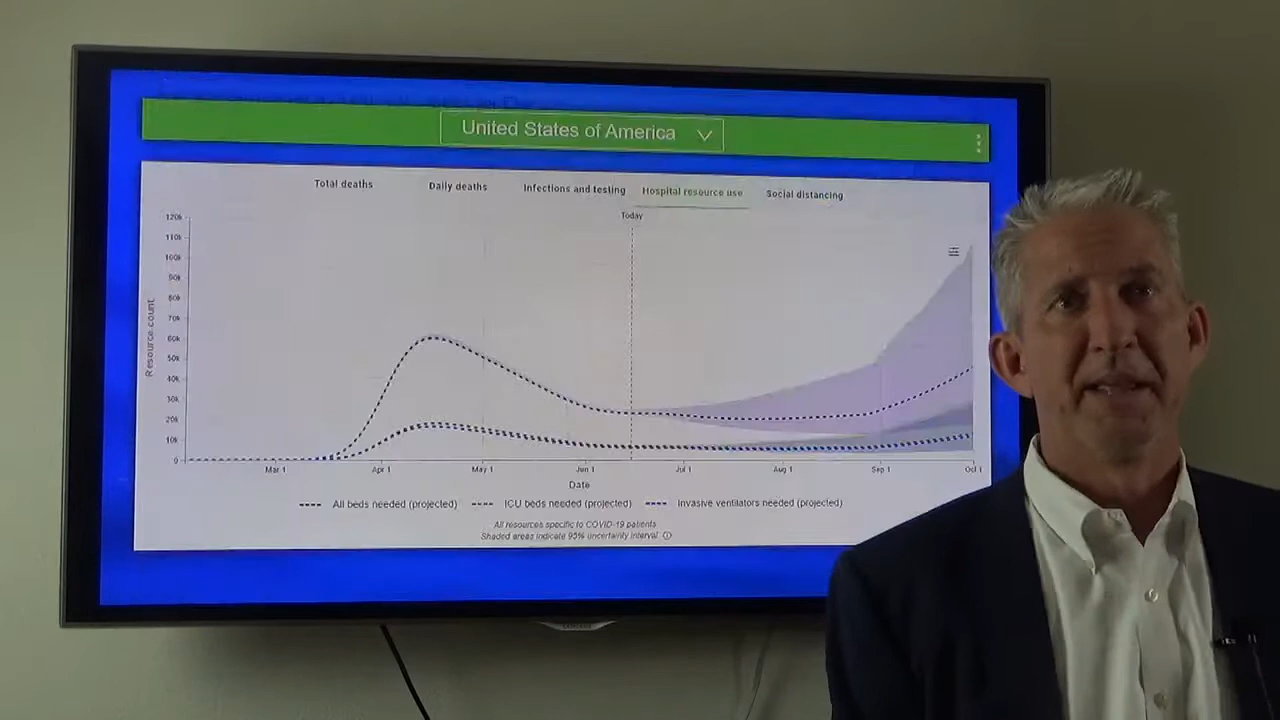 United States of America
Total deaths Daily deaths Infections and testing Hospital resource use Social distancing
Today
120k
110k
100k
90k
80k
70k
60k
50k
40k
30k
20k
10k
0
Resource count
Mar 1 Apr 1 May 1 Jun 1 Jul 1 Aug 1 Sep 1 Oct 1
Date
All beds needed (projected) ICU beds needed (projected) Invasive ventilators needed (projected)
All resources specific to COVID-19 patients
Shaded areas indicate 95% uncertainty interval